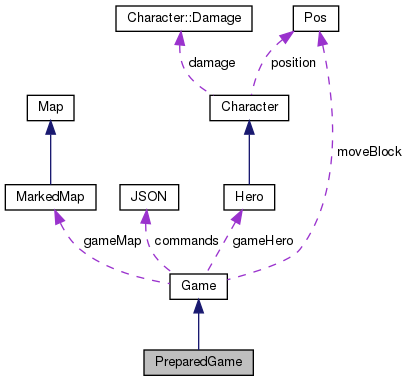 Character::Damage
Pos
damage
position
Map
Character
moveBlock
MarkedMap
JSON
Hero
gameMap
commands
gameHero
Game
PreparedGame